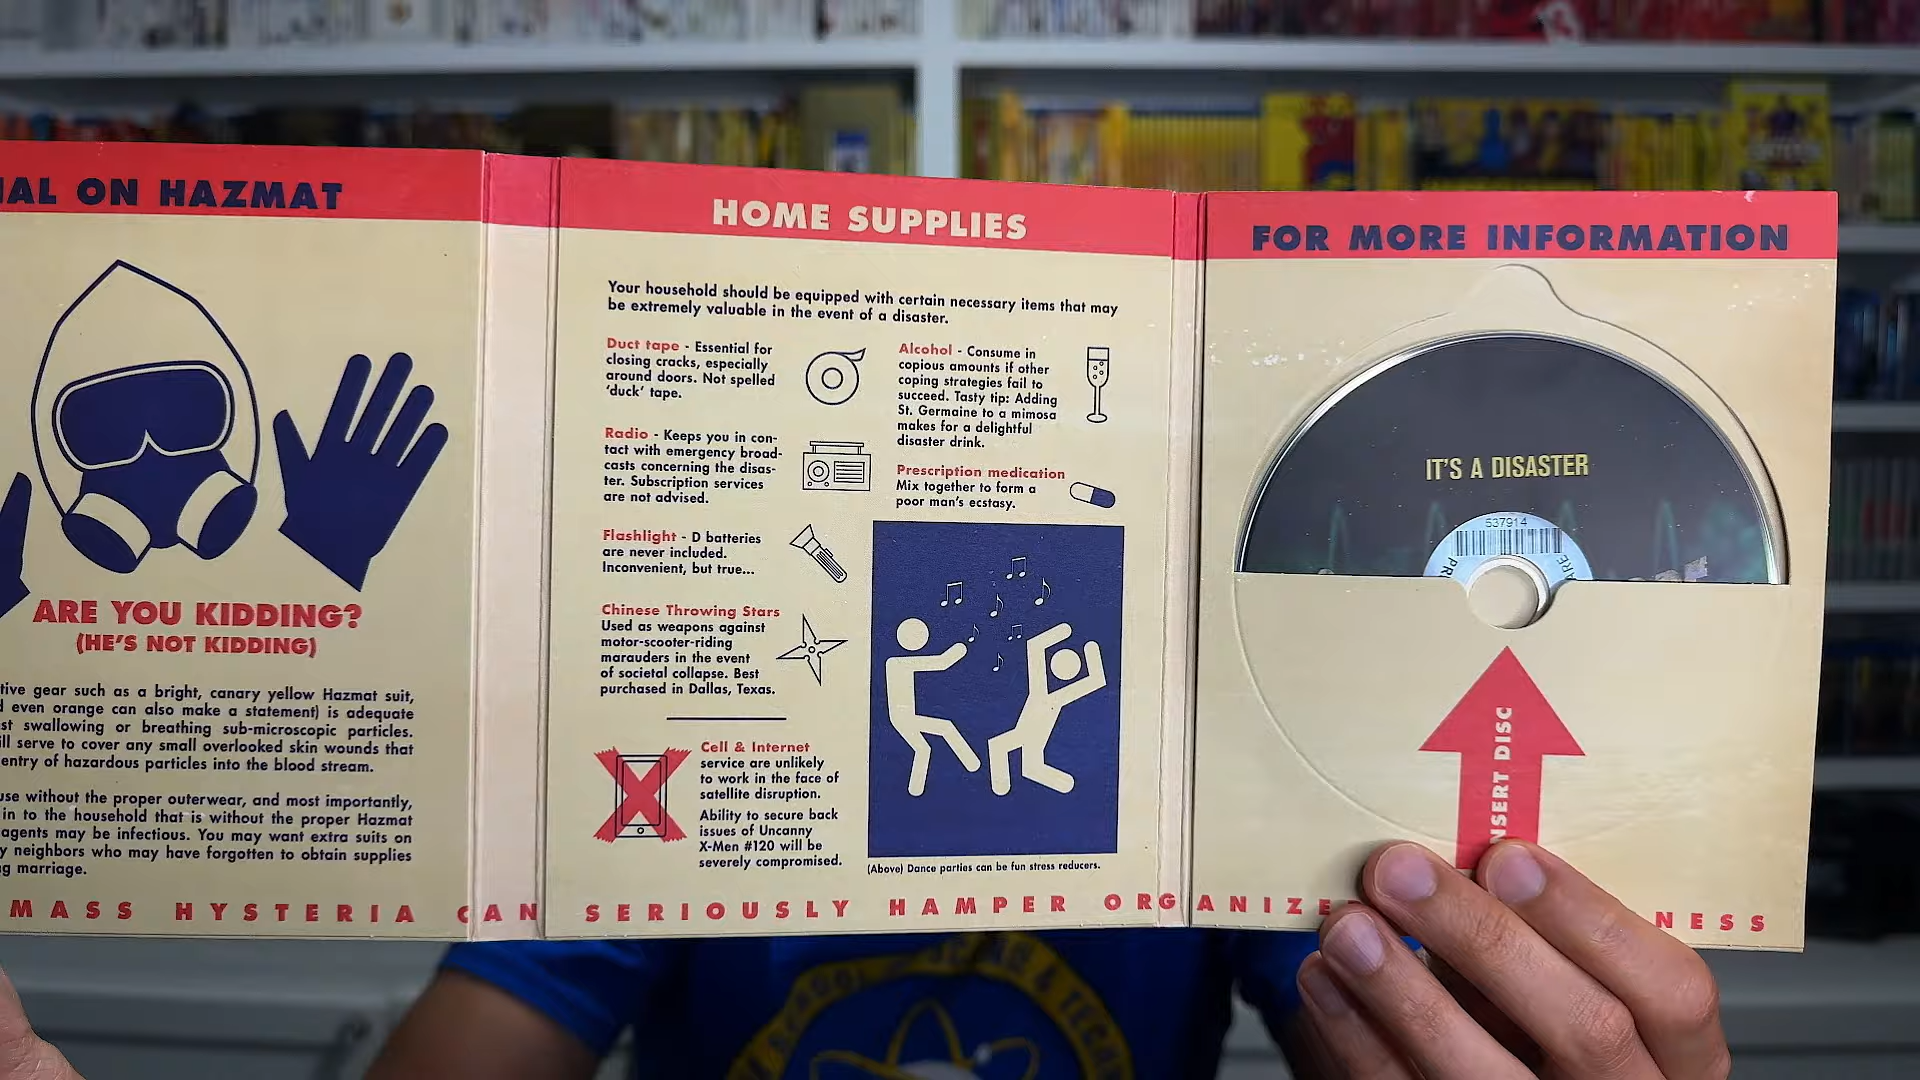 IAL ON HAZMAT
ARE YOU KIDDING?
(HE'S NOT KIDDING)
tive gear such as a bright, canary yellow Hazmat suit,
even orange can also make a statement) is adequate
st swallowing or breathing sub-microscopic particles.
ll serve to cover any small overlooked skin wounds that
entry of hazardous particles into the blood stream.
use without the proper outerwear, and most importantly,
in to the household that is without the proper Hazmat
agents may be infectious. You may want extra suits on
y neighbors who may have forgotten to obtain supplies
g marriage.
HOME SUPPLIES
Your household should be equipped with certain necessary items that may
be extremely valuable in the event of a disaster.
Duct tape - Essential for
closing cracks, especially
around doors. Not spelled
'duck' tape.
Radio - Keeps you in con-
tact with emergency broad-
casts concerning the disas-
ter. Subscription services
are not advised.
Flashlight - D batteries
are never included.
Inconvenient, but true...
Chinese Throwing Stars
Used as weapons against
motor-scooter-riding
marauders in the event
of societal collapse. Best
purchased in Dallas, Texas.
Cell & Internet
service are unlikely
to work in the face of
satellite disruption.
Ability to secure back
issues of Uncanny
X-Men #120 will be
severely compromised.
Alcohol - Consume in
copious amounts if other
coping strategies fail to
succeed. Tasty tip: Adding
St. Germaine to a mimosa
makes for a delightful
disaster drink.
Prescription medication
Mix together to form a
poor man's ecstasy.
(Above) Dance parties can be fun stress reducers.
FOR MORE INFORMATION
IT'S A DISASTER
537914
PR
ARE
INSERT DISC
MASS HYSTERIA CAN SERIOUSLY HAMPER ORGANIZE NESS